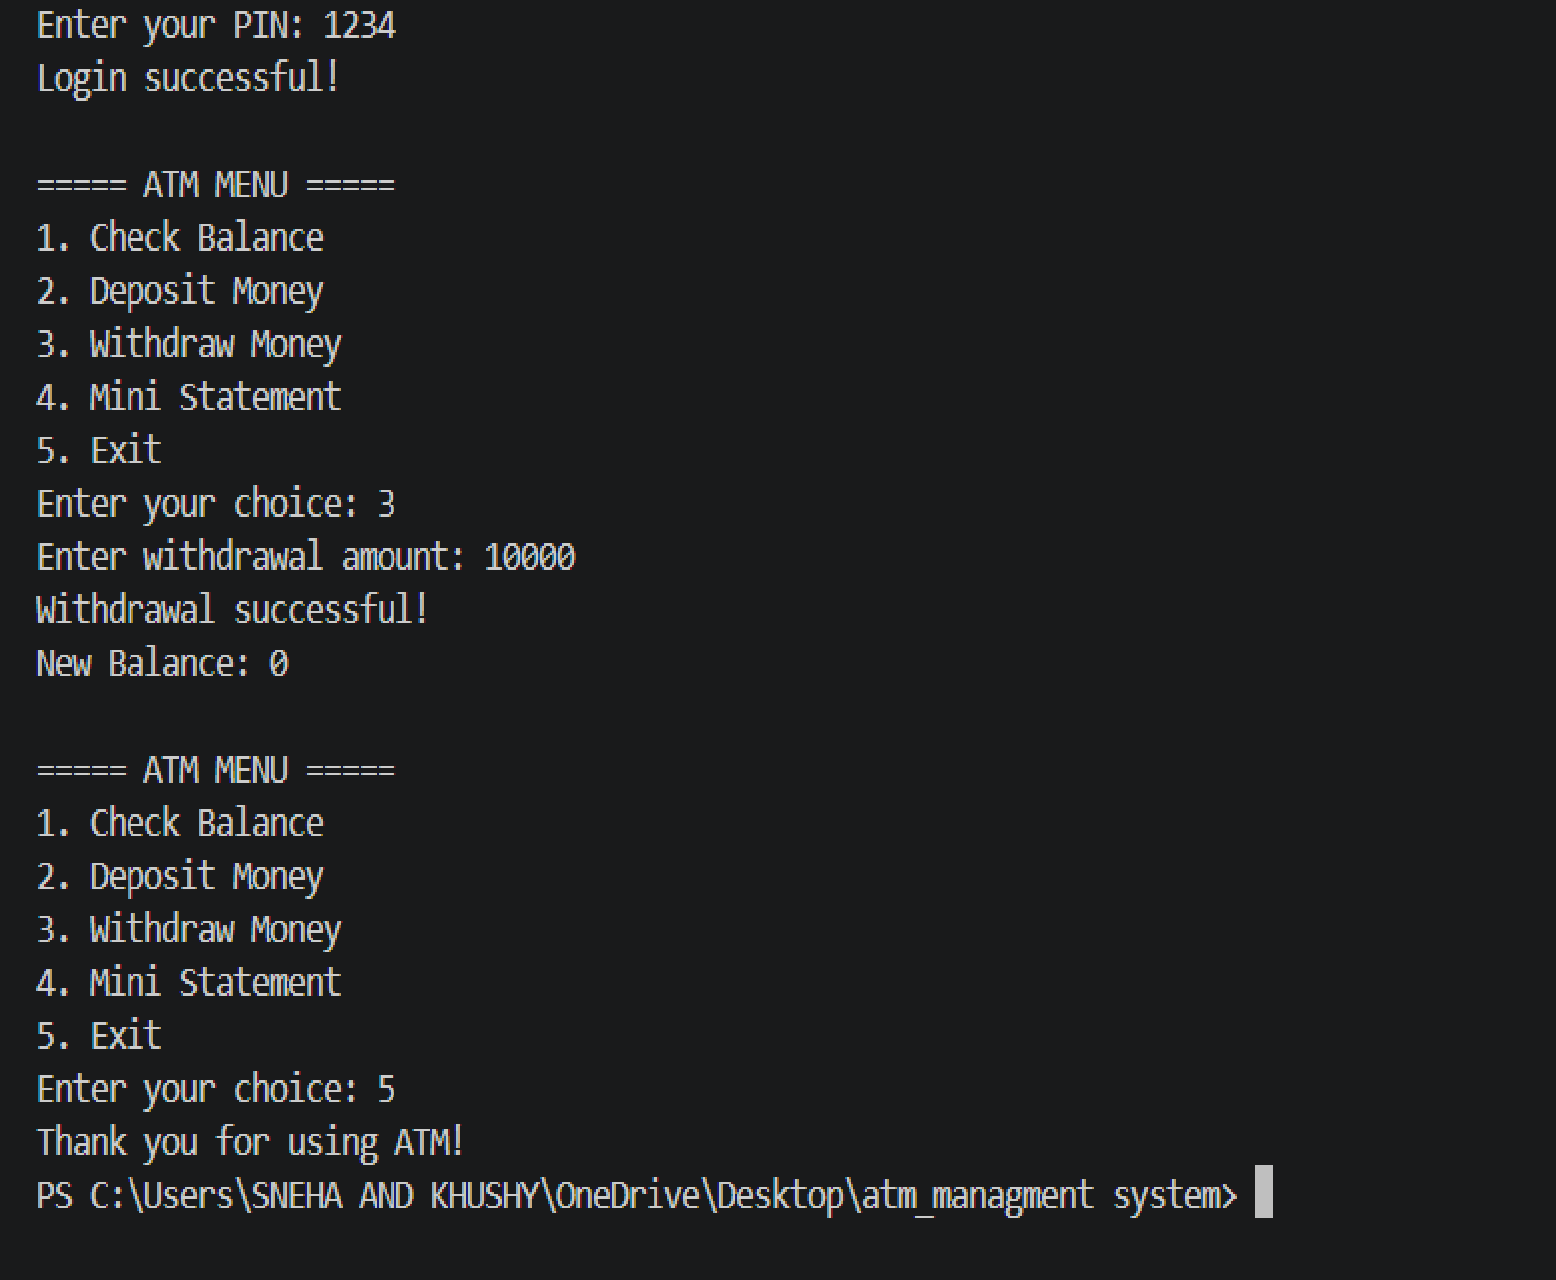 Enter your PIN: 1234
Login successful!
===== ATM MENU =====
1. Check Balance
2. Deposit Money
3. Withdraw Money
4. Mini Statement
5. Exit
Enter your choice: 3
Enter withdrawal amount: 10000
Withdrawal successful!
New Balance: 0
===== ATM MENU =====
1. Check Balance
2. Deposit Money
3. Withdraw Money
4. Mini Statement
5. Exit
Enter your choice: 5
Thank you for using ATM!
PS C:\Users\SNEHA AND KHUSHY\OneDrive\Desktop\atm_managment system>